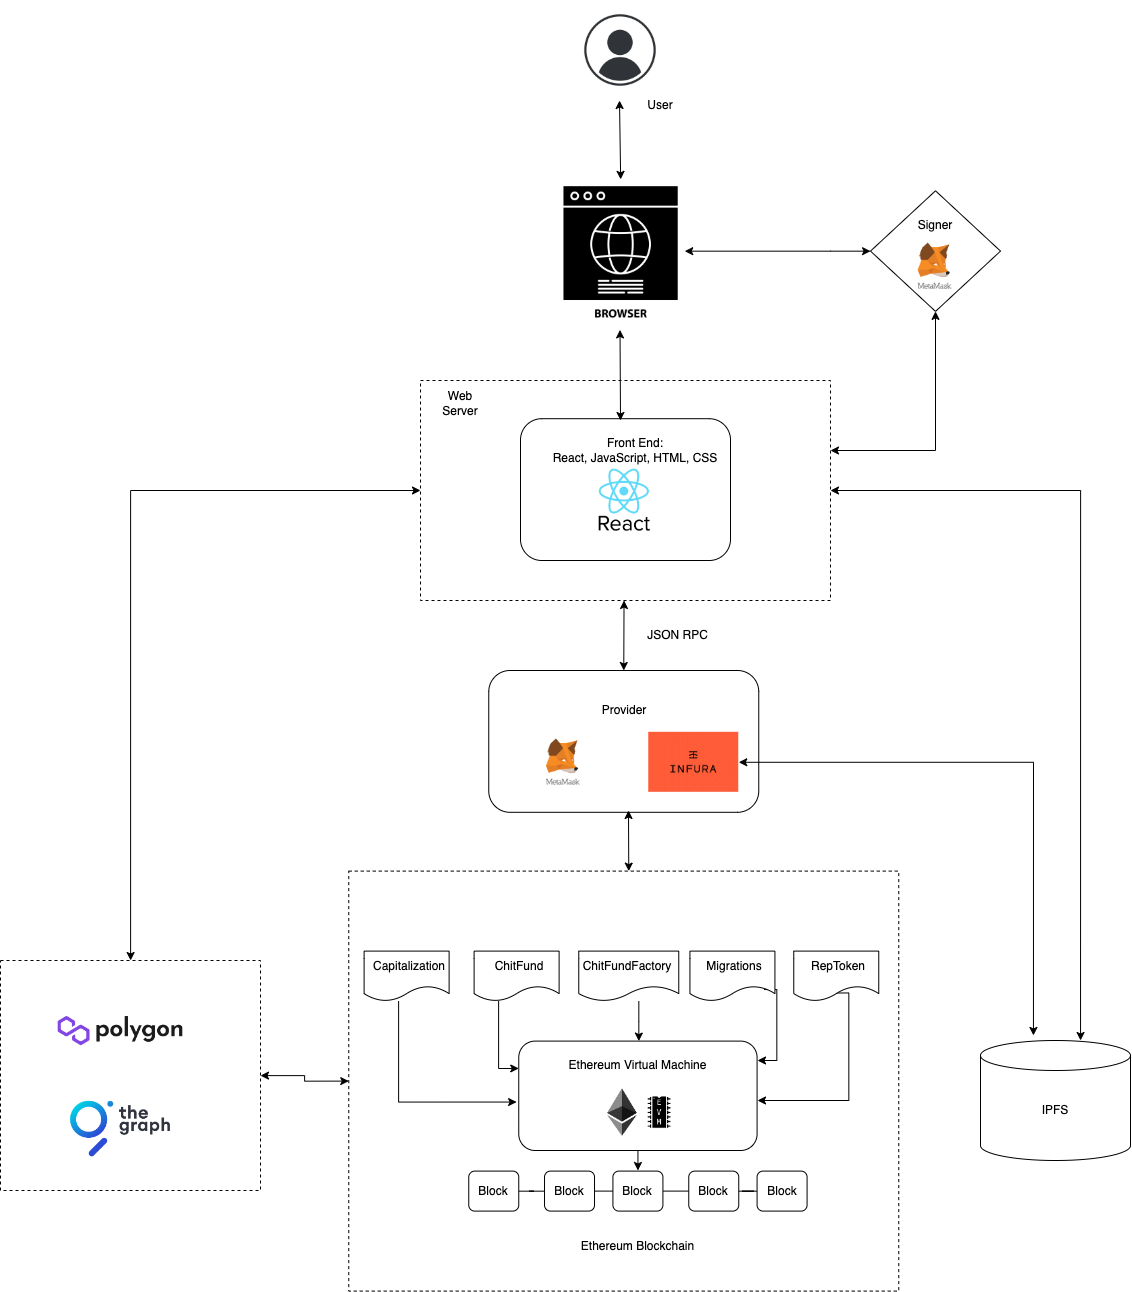 User
BROWSER
Signer
MetaMask
Web
Server
Front End:
React, JavaScript, HTML, CSS
React
JSON RPC
Provider
MetaMask
INFURA
Capitalization
ChitFund
ChitFundFactory
Migrations
RepToken
polygon
the
graph
Ethereum Virtual Machine
EVM
IPFS
Block
Block
Block
Block
Block
Ethereum Blockchain